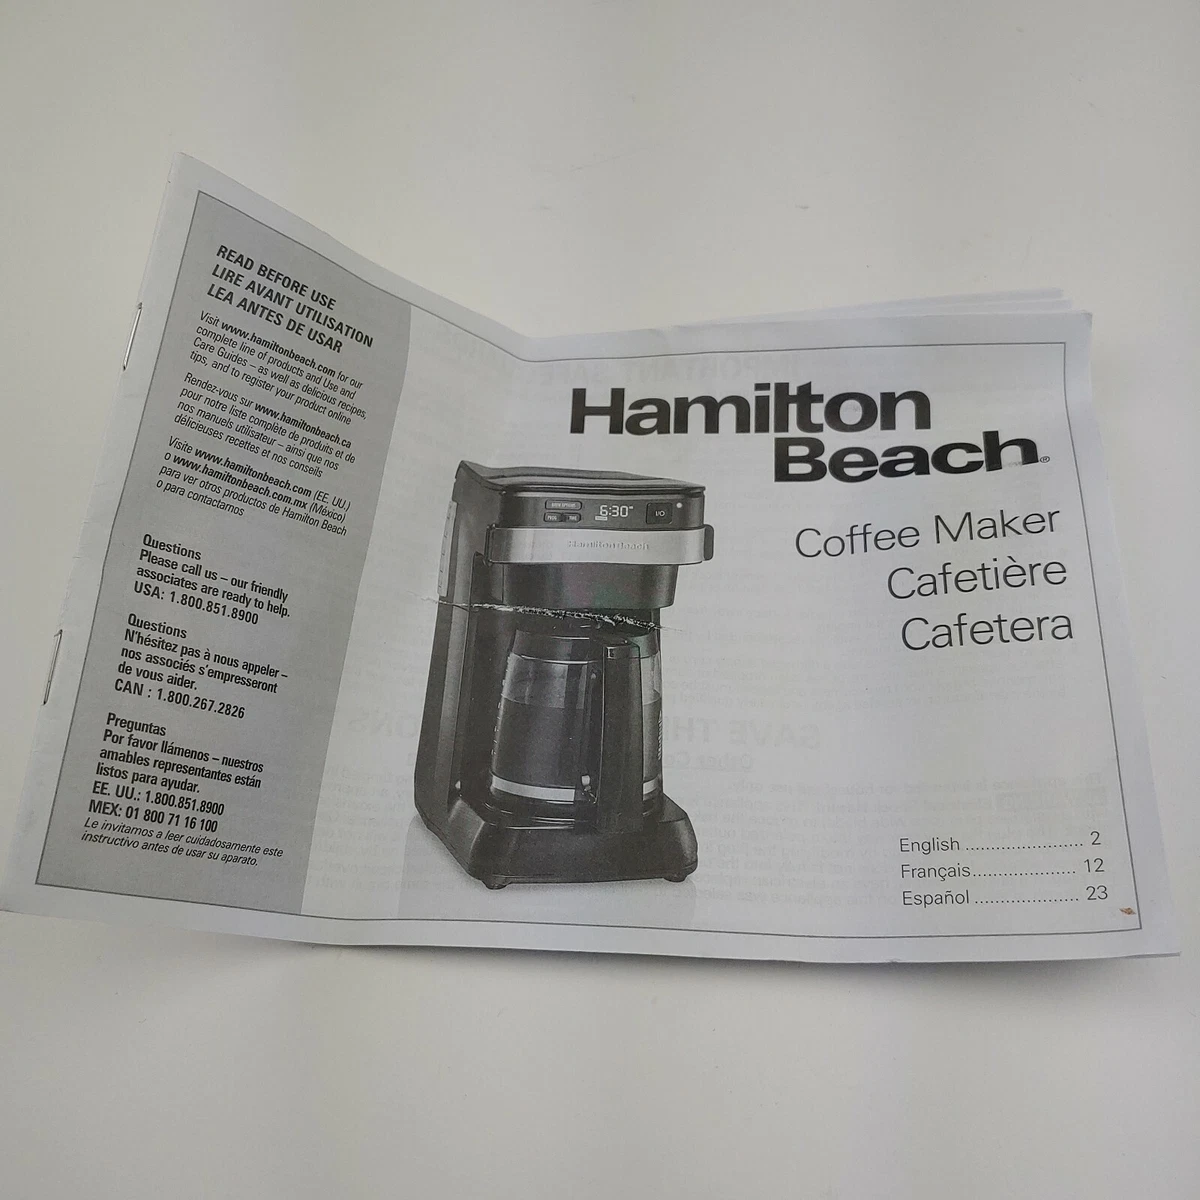 READ BEFORE USE
LIRE AVANT UTILISATION
LEA ANTES DE USAR
Visit www.hamiltonbeach.com for our
complete line of products and Use and
Care Guides – as well as delicious recipes,
tips, and to register your product online
Rendez-vous sur www.hamiltonbeach.ca
pour notre liste complète de produits et de
nos manuels utilisateur – ainsi que nos
délicieuses recettes et nos conseils
Visite www.hamiltonbeach.com (EE. UU.)
o www.hamiltonbeach.com.mx (México)
para ver otros productos de Hamilton Beach
o para contactarnos
Questions
Please call us – our friendly
associates are ready to help.
USA: 1.800.851.8900
Questions
N'hésitez pas à nous appeler –
nos associés s'empresseront
de vous aider.
CAN : 1.800.267.2826
Preguntas
Por favor llámenos – nuestros
amables representantes están
listos para ayudar.
EE. UU.: 1.800.851.8900
MEX: 01 800 71 16 100
Le invitamos a leer cuidadosamente este
instructivo antes de usar su aparato.
Hamilton
Beach®
Coffee Maker
Cafetière
Cafetera
6:30
I/O
Hamilton Beach
English ....................... 2
Français.................... 12
Español .................... 23